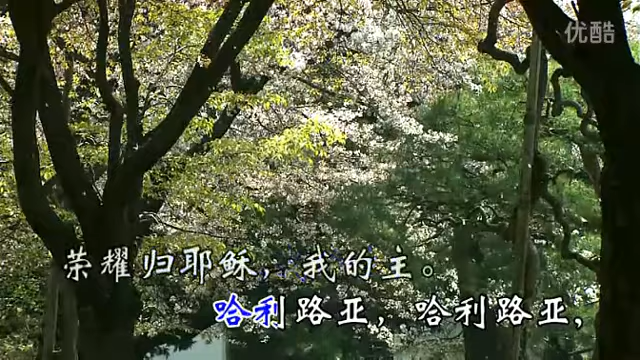 优酷
荣耀归耶稣，我的主。
哈利路亚，哈利路亚，